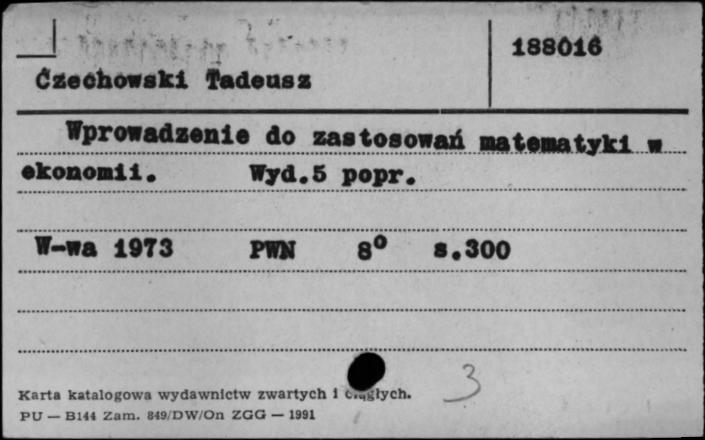 188016
Czechowski Tadeusz
Wprowadzenie do zastosowań matematyki w
ekonomii. Wyd.5 popr.
W-wa 1973 PWN 8° s.300
3
Karta katalogowa wydawnictw zwartych i ciągłych.
PU — B144 Zam. 849/DW/On ZGG — 1991